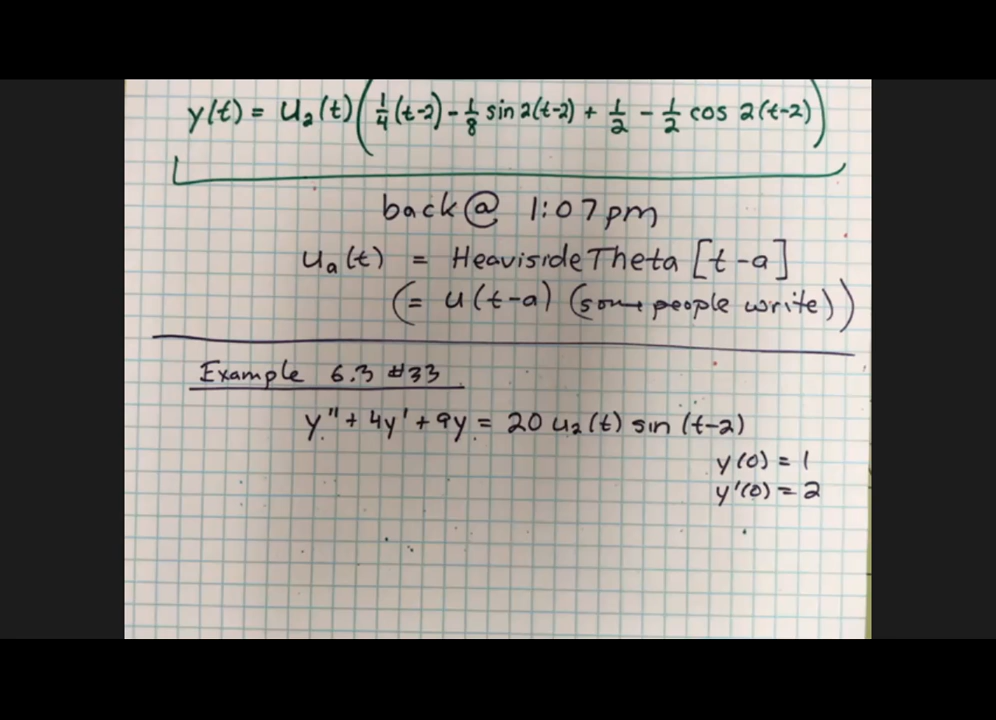 y(t) = u₂(t)(1/4(t-2) - 1/8 sin 2(t-2) + 1/2 - 1/2 cos 2(t-2))
back @ 1:07 pm
uₐ(t) = HeavisideTheta [t-a]
(= u(t-a) (some people write))
Example 6.3 #33
y" + 4y' + 9y = 20 u₂(t) sin (t-2)
y(0) = 1
y'(0) = 2